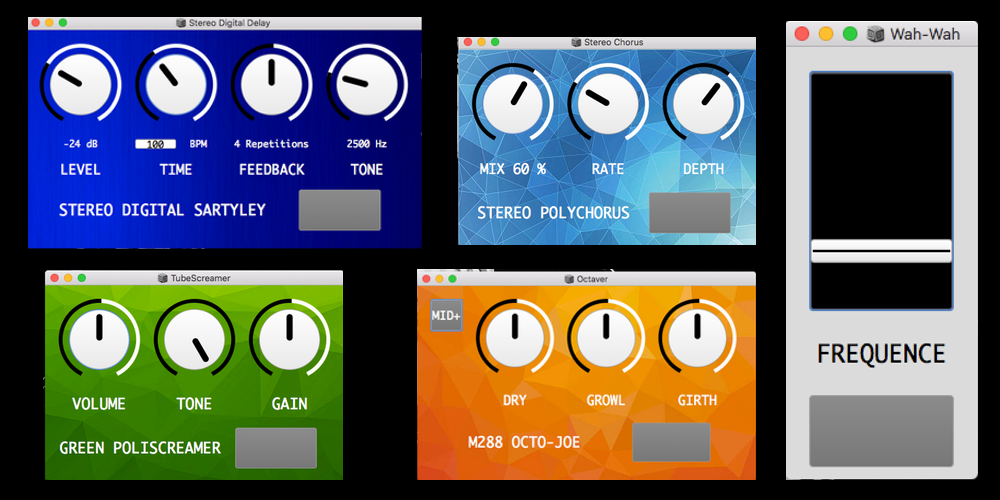 Stereo Digital Delay
-24 dB
100 BPM
4 Repetitions
2500 Hz
LEVEL
TIME
FEEDBACK
TONE
STEREO DIGITAL SARTYLEY
Stereo Chorus
MIX 60 %
RATE
DEPTH
STEREO POLYCHORUS
Wah-Wah
FREQUENCE
TubeScreamer
VOLUME
TONE
GAIN
GREEN POLISCREAMER
Octaver
MID+
DRY
GROWL
GIRTH
M288 OCTO-JOE